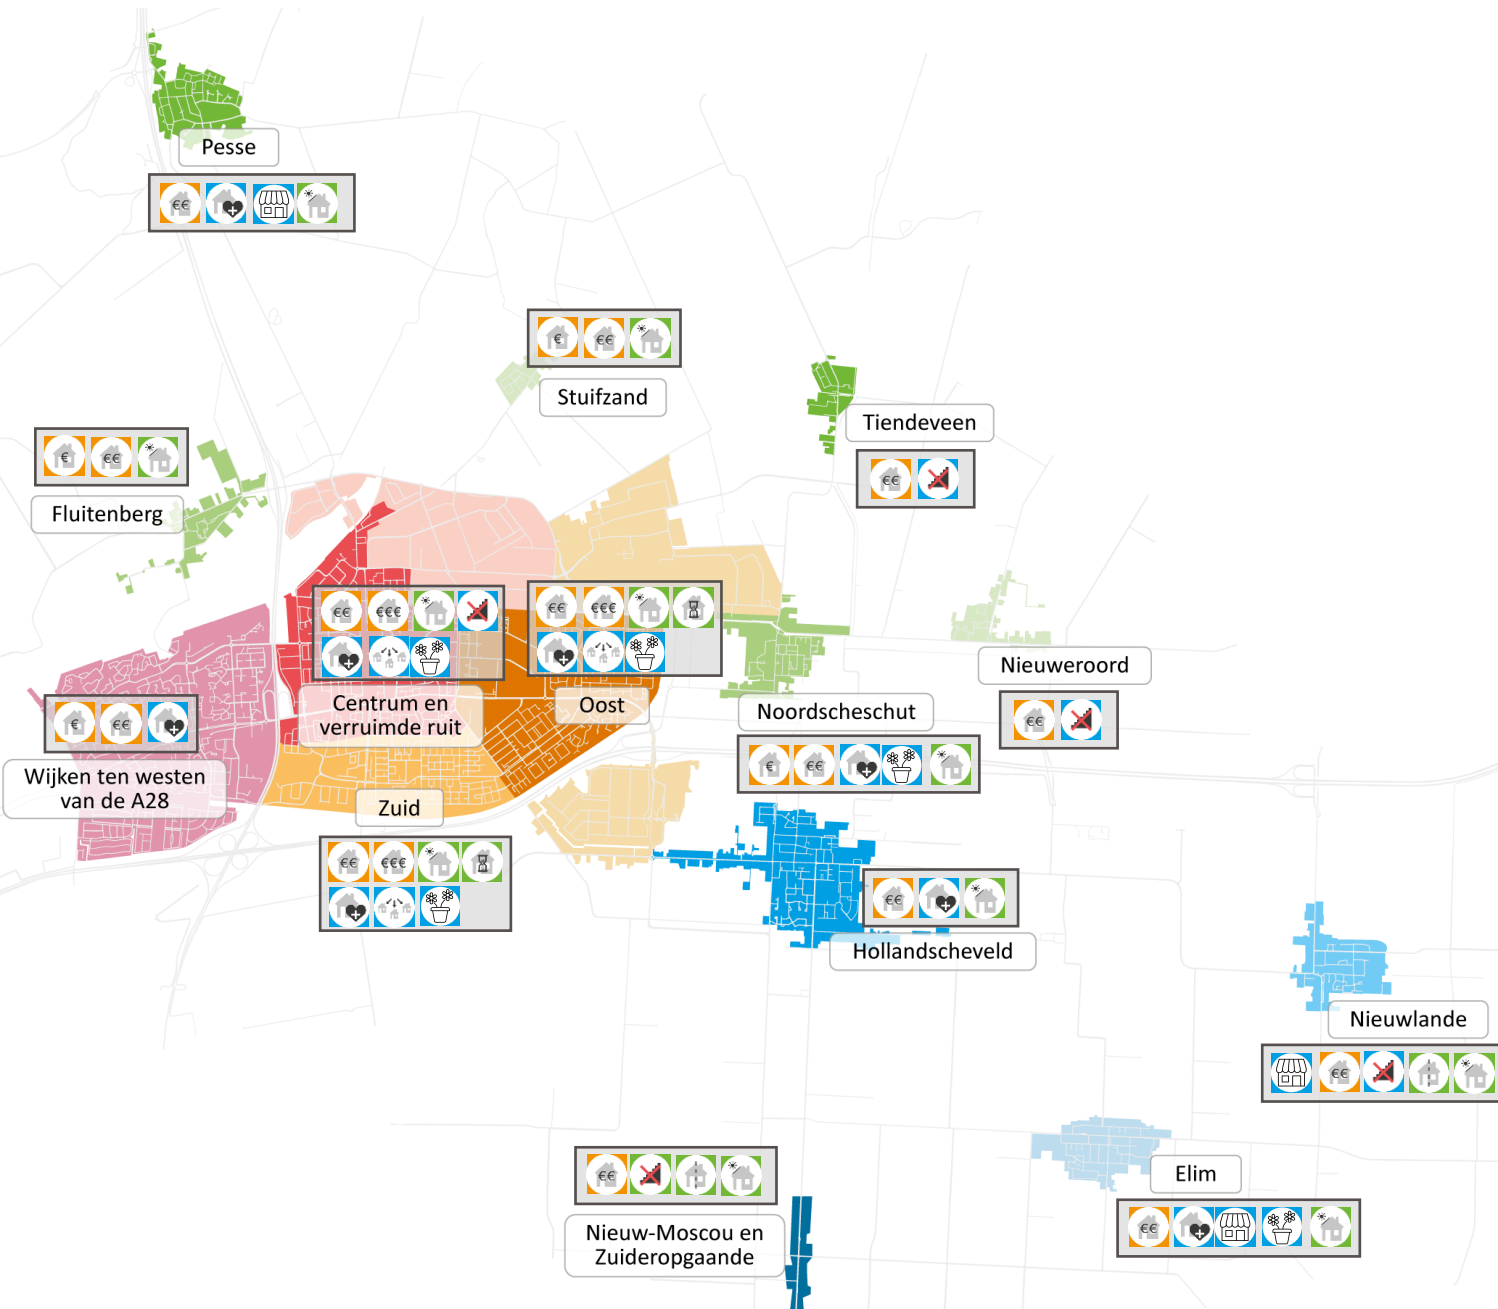 Pesse
€€
€ €€
Stuifzand
Tiendeveen
€€
€ €€
Fluitenberg
€€ €€€
€€ €€€
Centrum en
verruimde ruit
Oost
Nieuweroord
€€
Noordscheschut
€ €€
€ €€
Wijken ten westen
van de A28
Zuid
€€ €€€
€€
Hollandscheveld
Nieuwlande
€€
€€
Nieuw-Moscou en
Zuideropgaande
Elim
€€